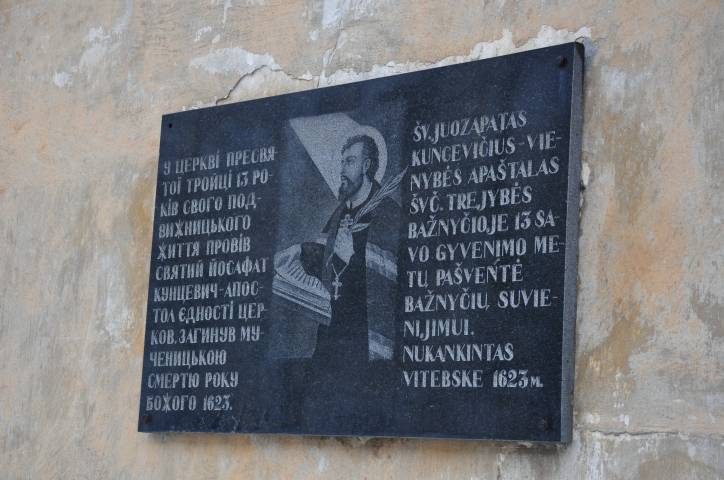 У ЦЕРКВІ ПРЕСВЯ-
ТОЇ ТРОЙЦІ 13 РО-
КІВ СВОГО ПОД-
ВИЖНИЦЬКОГО
ЖИТТЯ ПРОВІВ
СВЯТИЙ ЙОСАФАТ
КУНЦЕВИЧ-АПОС-
ТОЛ ЄДНОСТІ ЦЕР-
КОВ. ЗАГИНУВ МУ-
ЧЕНИЦЬКОЮ
СМЕРТЮ РОКУ
БОЖОГО 1623.
ŠV. JUOZAPATAS
KUNCEVIČIUS - VIE-
NYBĖS APAŠTALAS
ŠVČ. TREJYBĖS
BAŽNYČIOJE 13 SA-
VO GYVENIMO ME-
TŲ PAŠVENTĖ
BAŽNYČIŲ SUVIE-
NIJIMUI.
NUKANKINTAS
VITEBSKE 1623 M.